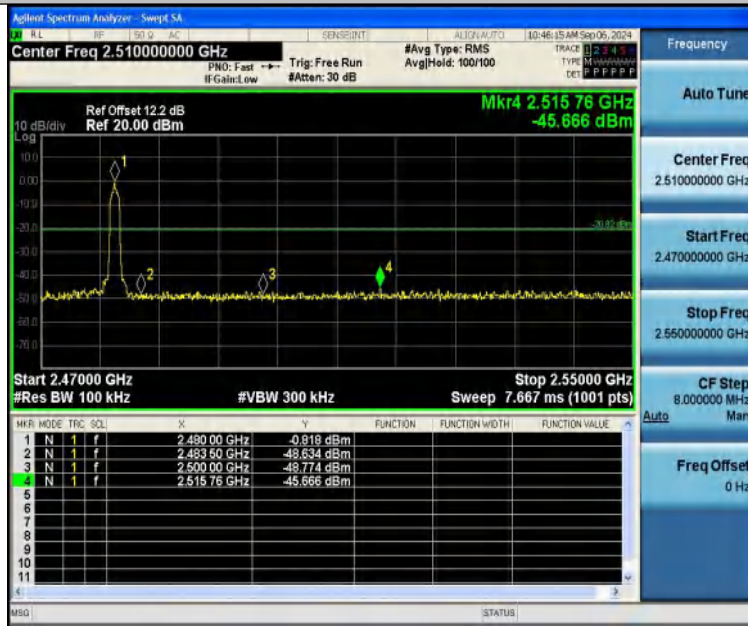 Agilent Spectrum Analyzer - Swept SA
RL RF 50 Ω AC SENSE:INT ALIGN AUTO 10:46:15 AM Sep 06, 2024
Center Freq 2.510000000 GHz #Avg Type: RMS TRACE 1 2 3 4 5
PNO: Fast Trig: Free Run Avg|Hold: 100/100 TYPE M
IFGain:Low #Atten: 30 dB DET P P P P P P
Mkr4 2.515 76 GHz
-45.666 dBm
Ref Offset 12.2 dB
10 dB/div Ref 20.00 dBm
Log
10.0
0.00
-10.0
-20.0
-20.82 dBm
-30.0
-40.0
-50.0
-60.0
-70.0
1
2
3
4
Start 2.47000 GHz Stop 2.55000 GHz
#Res BW 100 kHz #VBW 300 kHz Sweep 7.667 ms (1001 pts)
MKR MODE TRC SCL X Y FUNCTION FUNCTION WIDTH FUNCTION VALUE
1 N 1 f 2.480 00 GHz -0.818 dBm
2 N 1 f 2.483 50 GHz -48.634 dBm
3 N 1 f 2.500 00 GHz -48.774 dBm
4 N 1 f 2.515 76 GHz -45.666 dBm
5
6
7
8
9
10
11
MSG STATUS
Frequency
Auto Tune
Center Freq
2.510000000 GHz
Start Freq
2.470000000 GHz
Stop Freq
2.550000000 GHz
CF Step
8.000000 MHz
Auto Man
Freq Offset
0 Hz